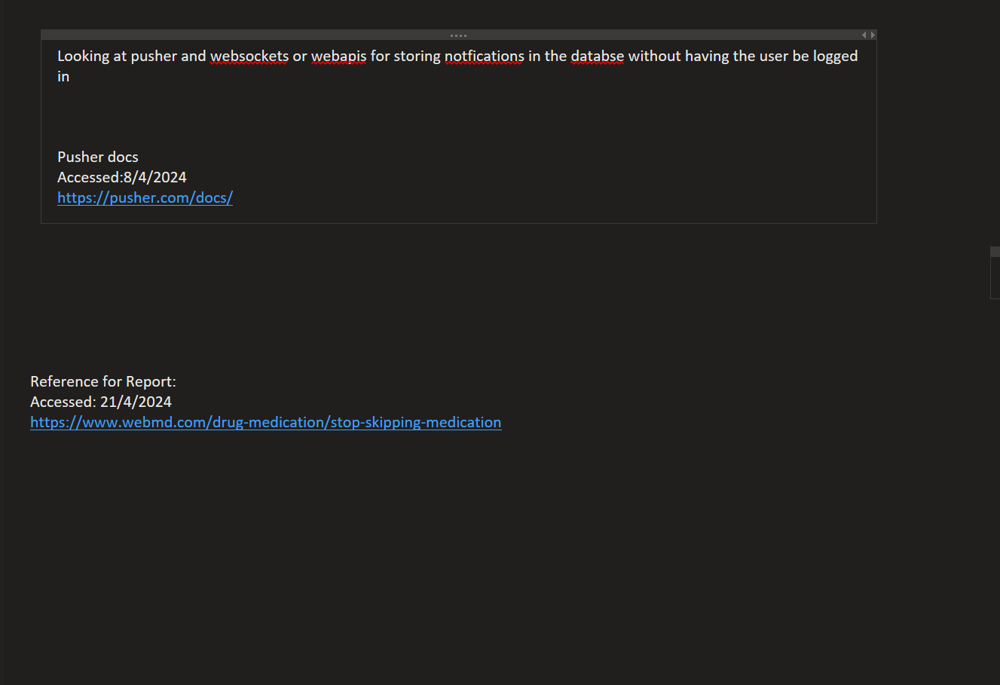 Looking at pusher and websockets or webapis for storing notfications in the databse without having the user be logged
in
Pusher docs
Accessed:8/4/2024
https://pusher.com/docs/
Reference for Report:
Accessed: 21/4/2024
https://www.webmd.com/drug-medication/stop-skipping-medication